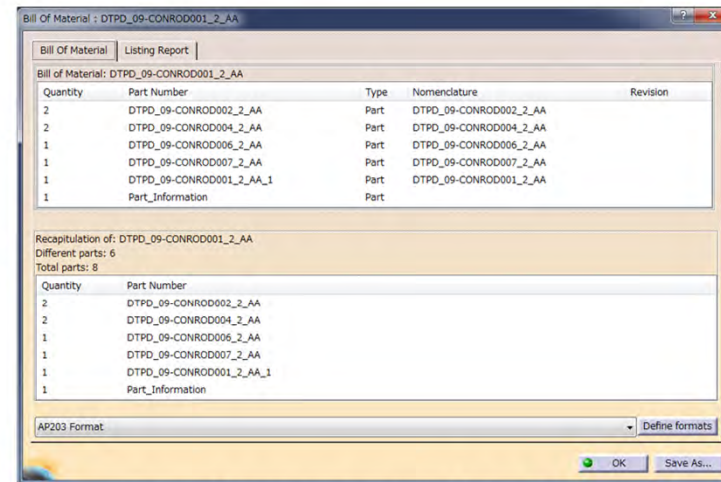 Bill Of Material : DTPD_09-CONROD001_2_AA
Bill Of Material Listing Report
Bill of Material: DTPD_09-CONROD001_2_AA
Quantity Part Number Type Nomenclature Revision
2 DTPD_09-CONROD002_2_AA Part DTPD_09-CONROD002_2_AA
2 DTPD_09-CONROD004_2_AA Part DTPD_09-CONROD004_2_AA
1 DTPD_09-CONROD006_2_AA Part DTPD_09-CONROD006_2_AA
1 DTPD_09-CONROD007_2_AA Part DTPD_09-CONROD007_2_AA
1 DTPD_09-CONROD001_2_AA_1 Part DTPD_09-CONROD001_2_AA
1 Part_Information Part
Recapitulation of: DTPD_09-CONROD001_2_AA
Different parts: 6
Total parts: 8
Quantity Part Number
2 DTPD_09-CONROD002_2_AA
2 DTPD_09-CONROD004_2_AA
1 DTPD_09-CONROD006_2_AA
1 DTPD_09-CONROD007_2_AA
1 DTPD_09-CONROD001_2_AA_1
1 Part_Information
AP203 Format Define formats
OK Save As...